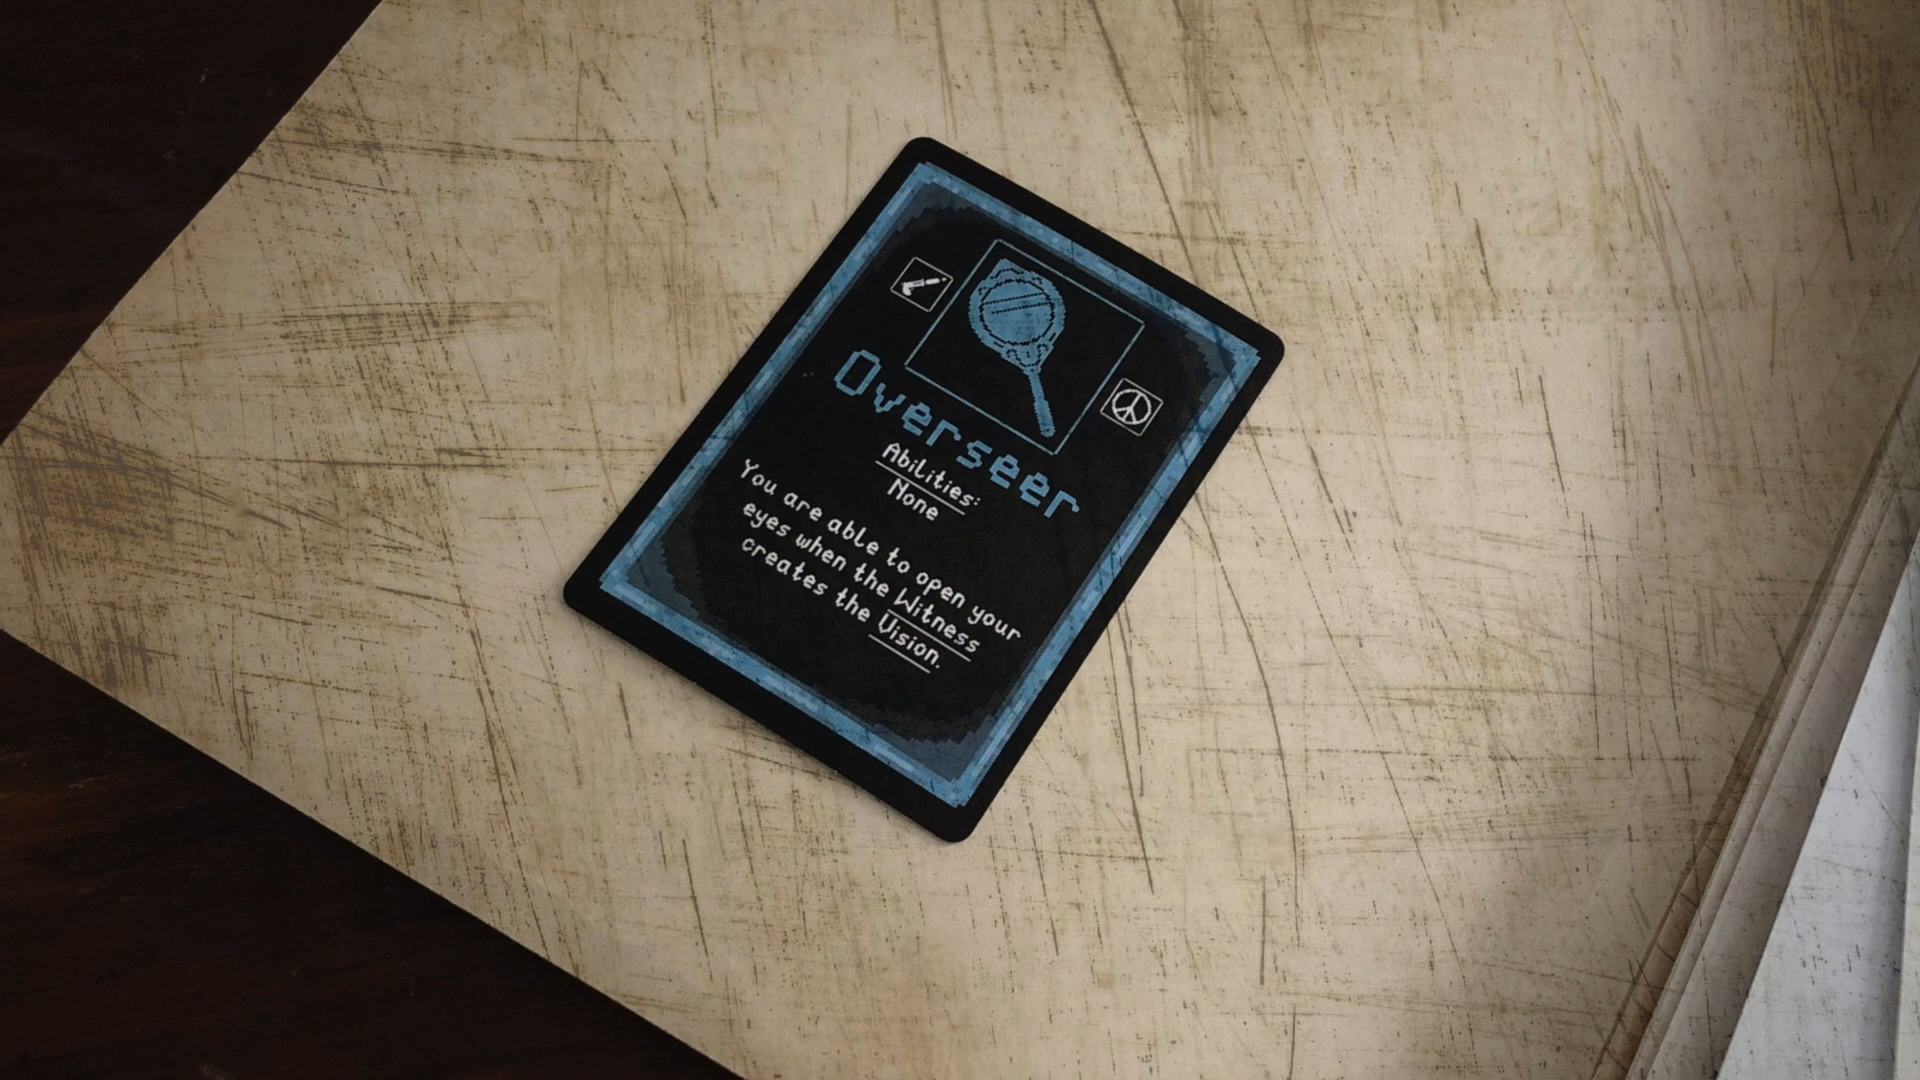 Overseer
Abilities:
None
You are able to open your
eyes when the Witness
creates the Vision.